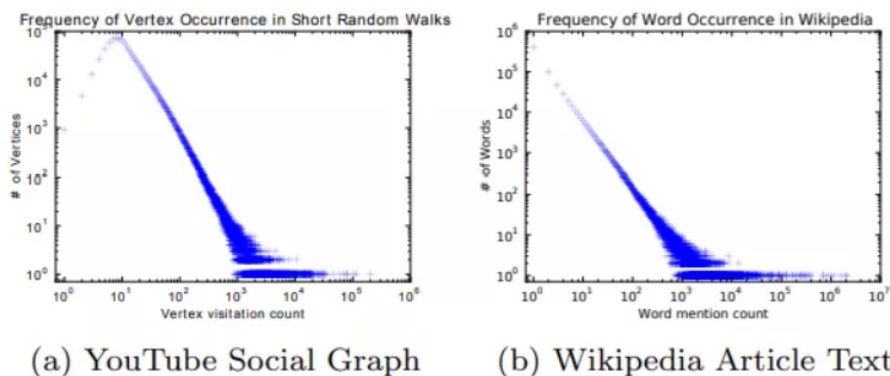 Frequency of Vertex Occurrence in Short Random Walks
10^5
10^4
10^3
10^2
10^1
10^0
# of Vertices
10^0 10^1 10^2 10^3 10^4 10^5 10^6
Vertex visitation count
(a) YouTube Social Graph
Frequency of Word Occurrence in Wikipedia
10^6
10^5
10^4
10^3
10^2
10^1
10^0
# of Words
10^0 10^1 10^2 10^3 10^4 10^5 10^6 10^7
Word mention count
(b) Wikipedia Article Text